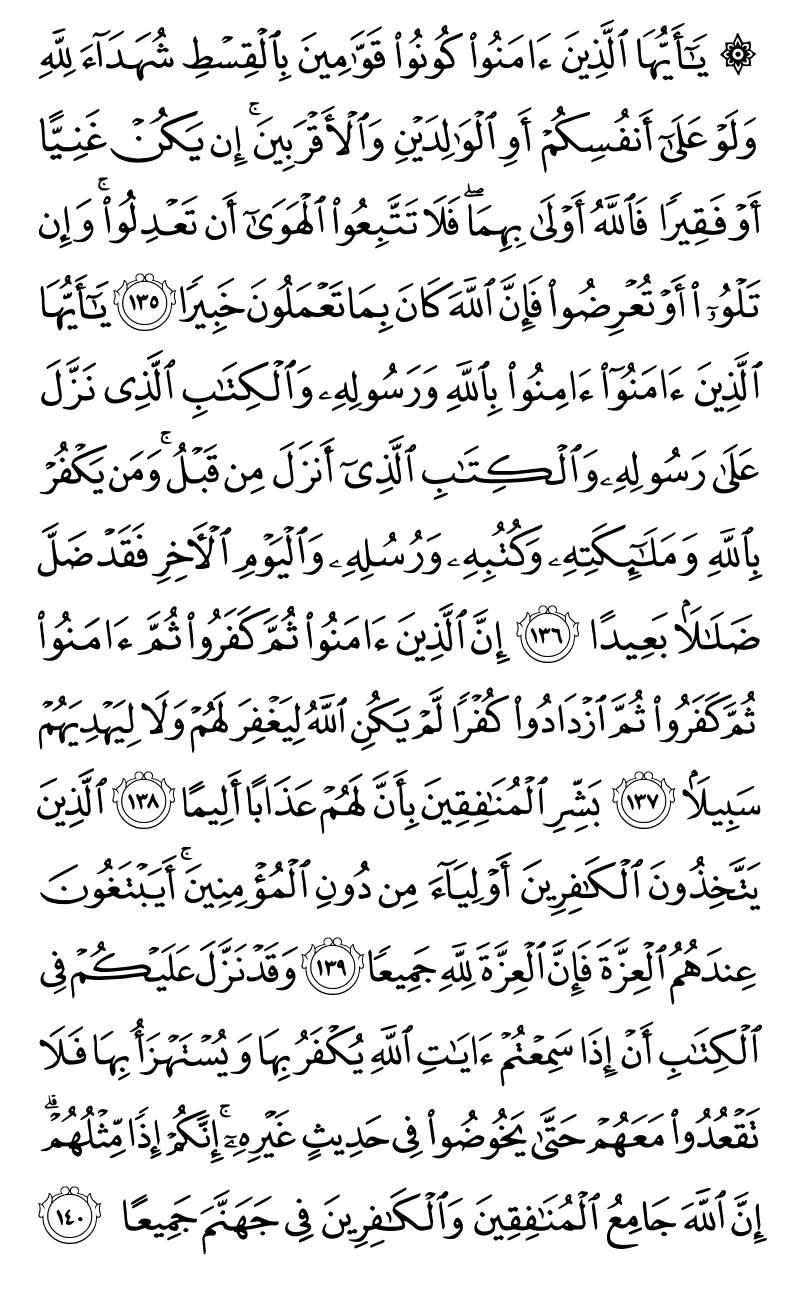 ۞ يَٰٓأَيُّهَا ٱلَّذِينَ ءَامَنُوا۟ كُونُوا۟ قَوَّٰمِينَ بِٱلْقِسْطِ شُهَدَآءَ لِلَّهِ
وَلَوْ عَلَىٰٓ أَنفُسِكُمْ أَوِ ٱلْوَٰلِدَيْنِ وَٱلْأَقْرَبِينَ ۚ إِن يَكُنْ غَنِيًّا
أَوْ فَقِيرًا فَٱللَّهُ أَوْلَىٰ بِهِمَا ۖ فَلَا تَتَّبِعُوا۟ ٱلْهَوَىٰٓ أَن تَعْدِلُوا۟ ۚ وَإِن
تَلْوُۥٓا۟ أَوْ تُعْرِضُوا۟ فَإِنَّ ٱللَّهَ كَانَ بِمَا تَعْمَلُونَ خَبِيرًا ١٣٥ يَٰٓأَيُّهَا
ٱلَّذِينَ ءَامَنُوٓا۟ ءَامِنُوا۟ بِٱللَّهِ وَرَسُولِهِۦ وَٱلْكِتَٰبِ ٱلَّذِى نَزَّلَ
عَلَىٰ رَسُولِهِۦ وَٱلْكِتَٰبِ ٱلَّذِىٓ أَنزَلَ مِن قَبْلُ ۚ وَمَن يَكْفُرْ
بِٱللَّهِ وَمَلَٰٓئِكَتِهِۦ وَكُتُبِهِۦ وَرُسُلِهِۦ وَٱلْيَوْمِ ٱلْءَاخِرِ فَقَدْ ضَلَّ
ضَلَٰلًۢا بَعِيدًا ١٣٦ إِنَّ ٱلَّذِينَ ءَامَنُوا۟ ثُمَّ كَفَرُوا۟ ثُمَّ ءَامَنُوا۟
ثُمَّ كَفَرُوا۟ ثُمَّ ٱزْدَادُوا۟ كُفْرًا لَّمْ يَكُنِ ٱللَّهُ لِيَغْفِرَ لَهُمْ وَلَا لِيَهْدِيَهُمْ
سَبِيلًۢا ١٣٧ بَشِّرِ ٱلْمُنَٰفِقِينَ بِأَنَّ لَهُمْ عَذَابًا أَلِيمًا ١٣٨ ٱلَّذِينَ
يَتَّخِذُونَ ٱلْكَٰفِرِينَ أَوْلِيَآءَ مِن دُونِ ٱلْمُؤْمِنِينَ ۚ أَيَبْتَغُونَ
عِندَهُمُ ٱلْعِزَّةَ فَإِنَّ ٱلْعِزَّةَ لِلَّهِ جَمِيعًا ١٣٩ وَقَدْ نَزَّلَ عَلَيْكُمْ فِى
ٱلْكِتَٰبِ أَنْ إِذَا سَمِعْتُمْ ءَايَٰتِ ٱللَّهِ يُكْفَرُ بِهَا وَيُسْتَهْزَأُ بِهَا فَلَا
تَقْعُدُوا۟ مَعَهُمْ حَتَّىٰ يَخُوضُوا۟ فِى حَدِيثٍ غَيْرِهِۦٓ ۚ إِنَّكُمْ إِذًا مِّثْلُهُمْ ۗ
إِنَّ ٱللَّهَ جَامِعُ ٱلْمُنَٰفِقِينَ وَٱلْكَٰفِرِينَ فِى جَهَنَّمَ جَمِيعًا ١٤٠